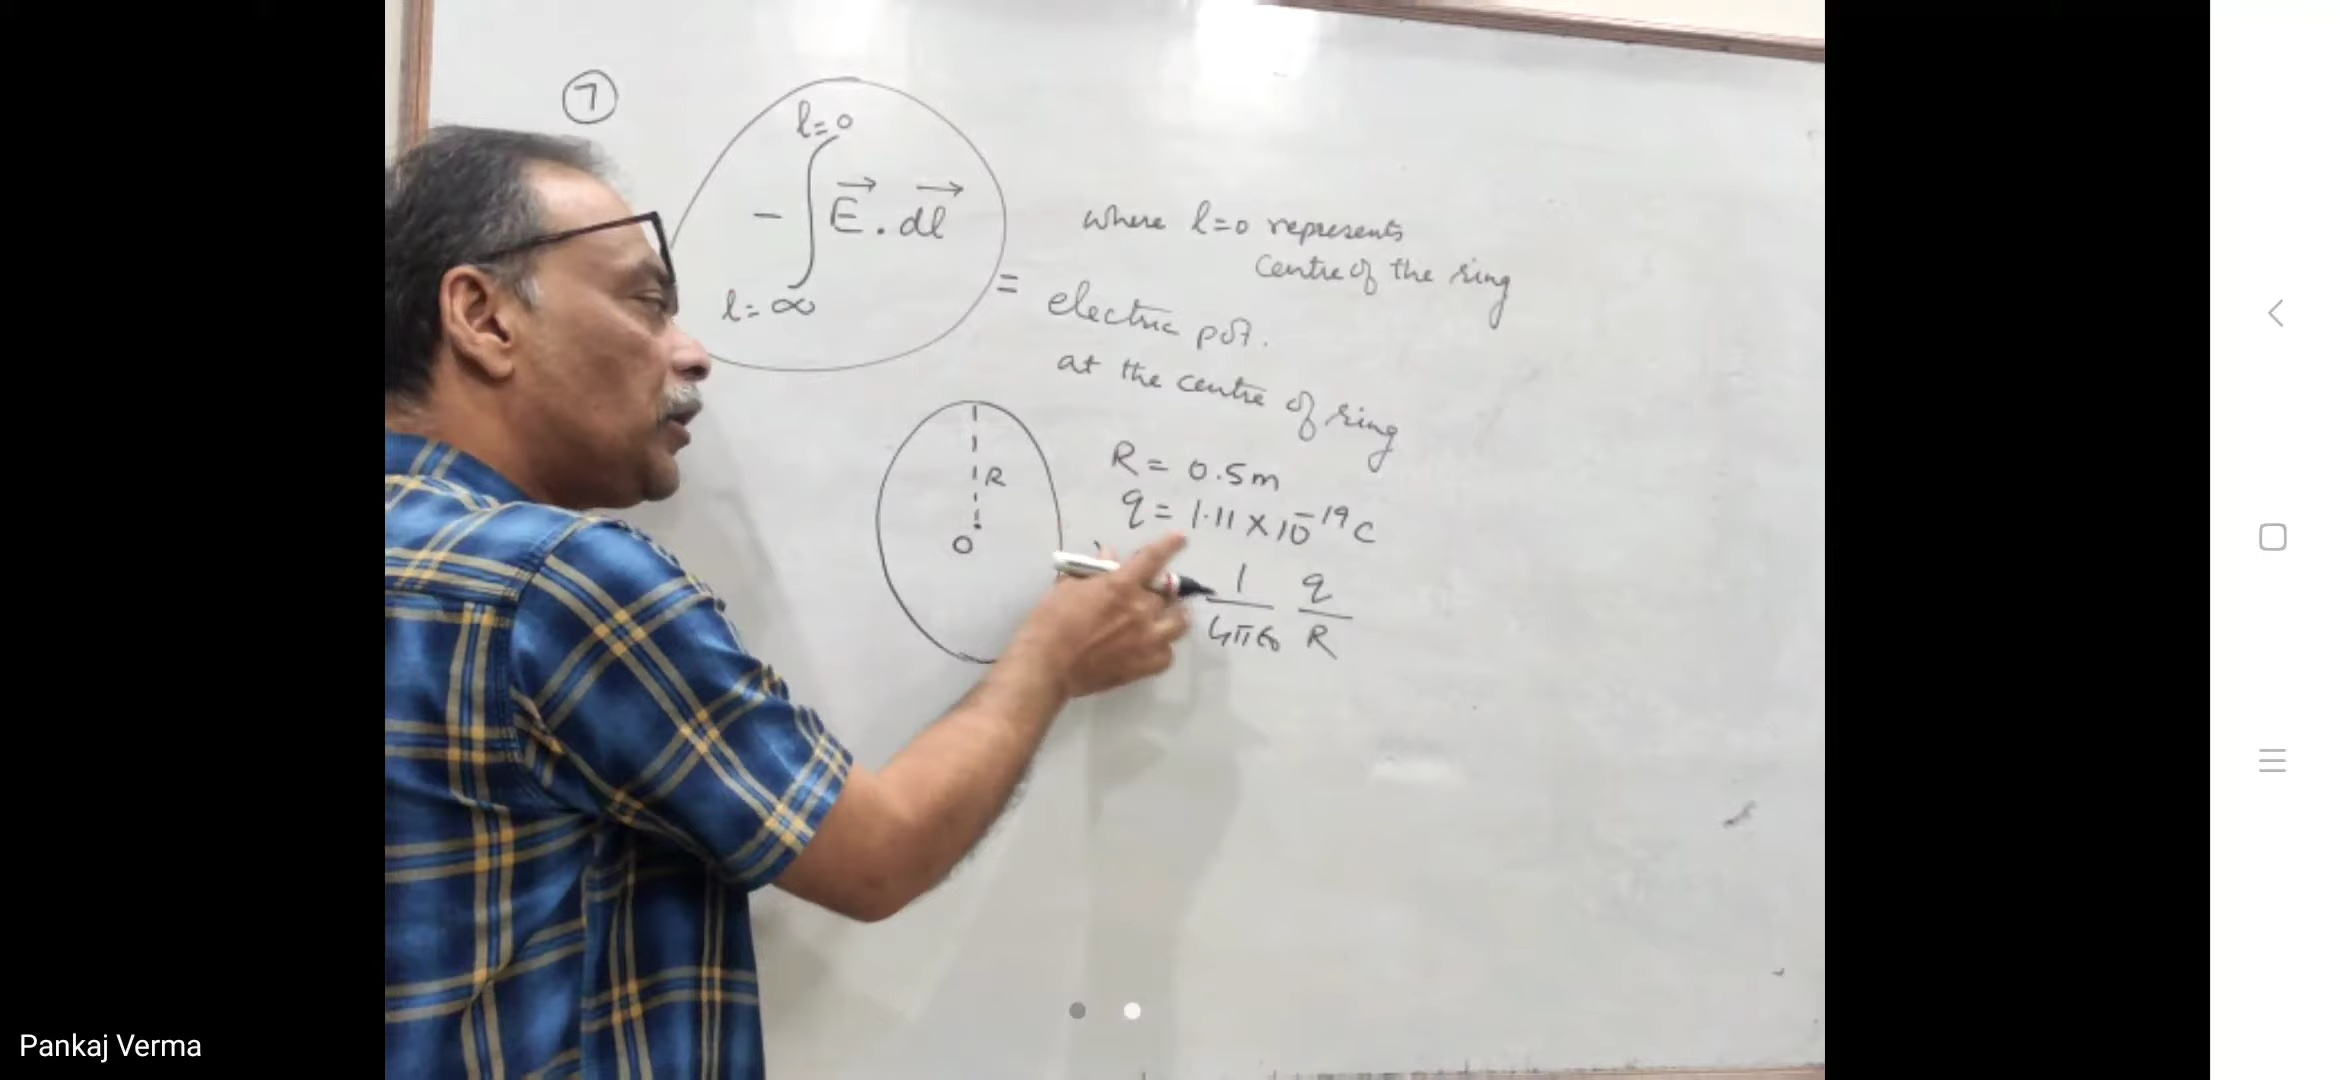 7
l=0
- ∫ E⃗ . dl⃗
l=∞
where l=0 represents
Centre of the ring
= electric pot.
at the centre of ring
R
O
R = 0.5m
q = 1.11 × 10⁻¹⁹ C
1/4πϵ₀ q/R
Pankaj Verma